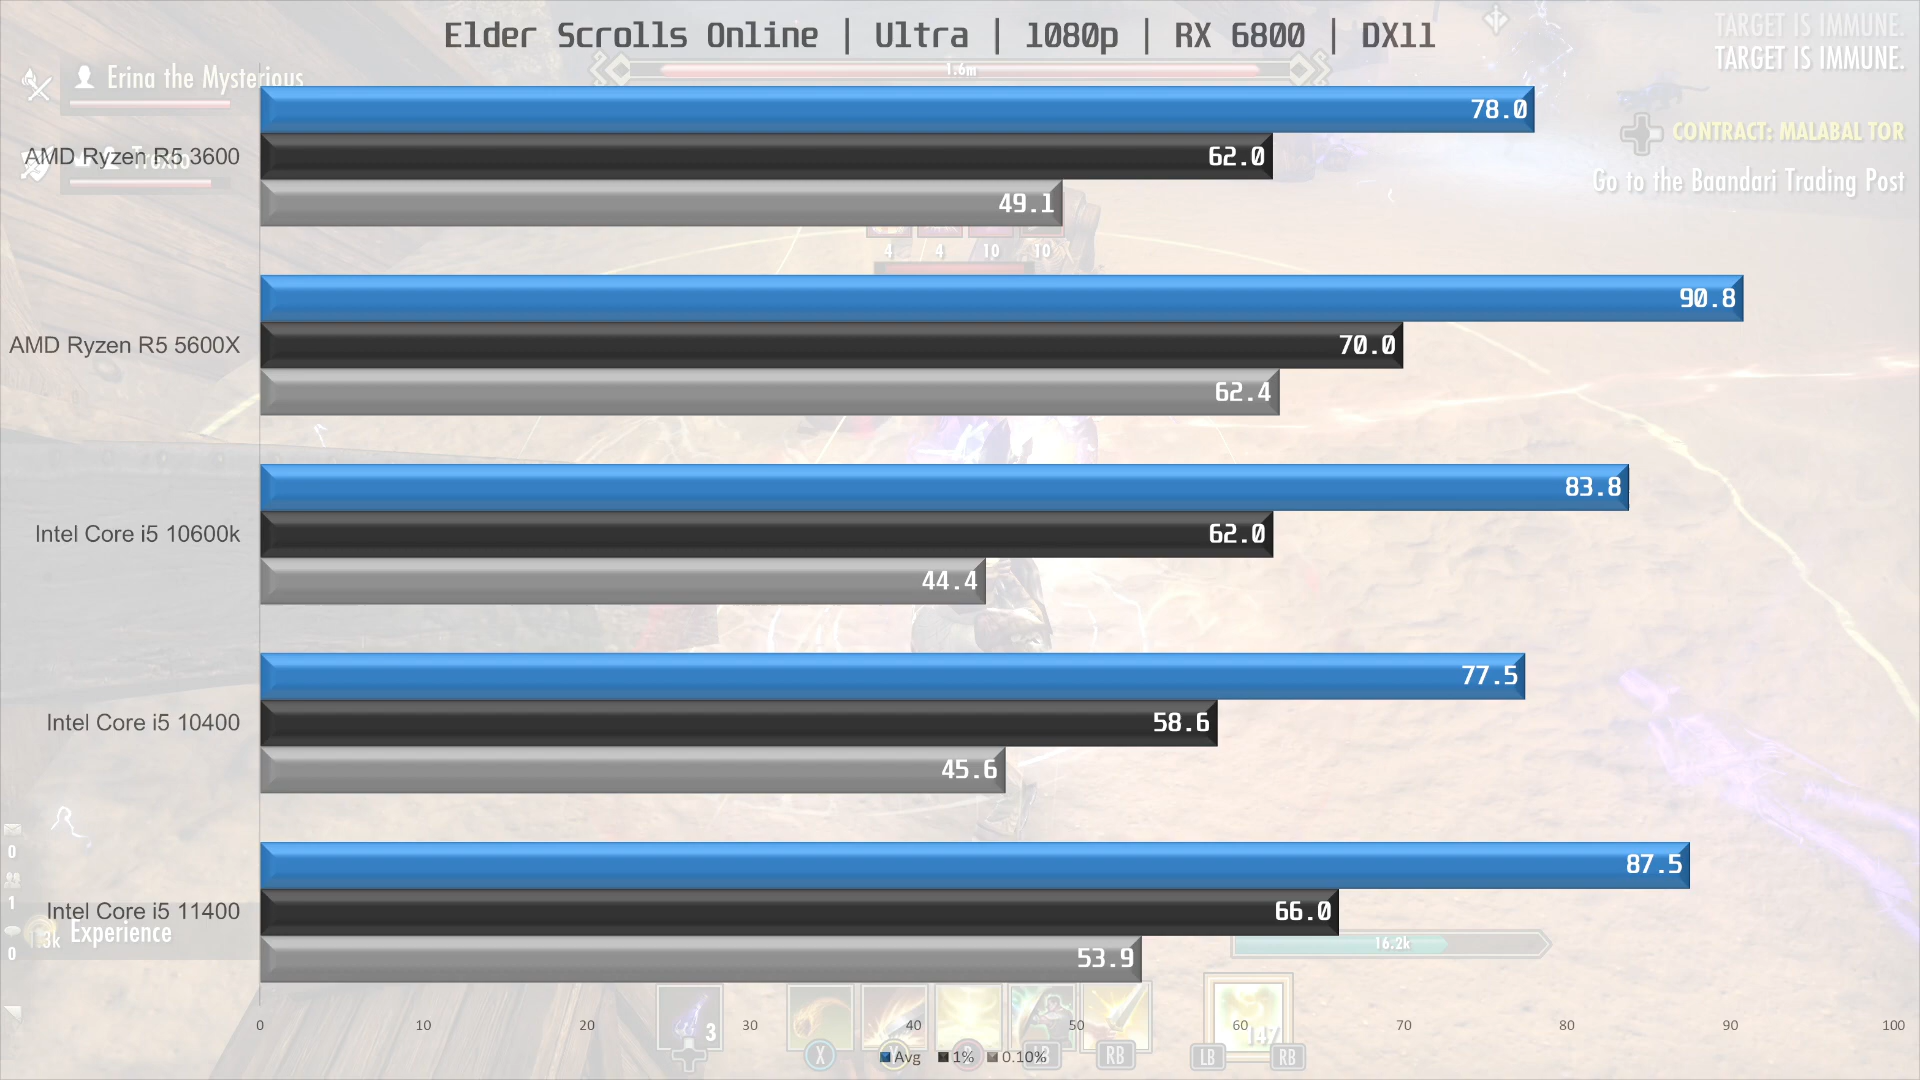 Elder Scrolls Online | Ultra | 1080p | RX 6800 | DX11
TARGET IS IMMUNE.
TARGET IS IMMUNE.
1.6m
Erina the Mysterious
78.0
CONTRACT: MALABAL TOR
AMD Ryzen R5 3600
62.0
Go to the Baandari Trading Post
49.1
4 4 10 10
90.8
AMD Ryzen R5 5600X
70.0
62.4
83.8
Intel Core i5 10600k
62.0
44.4
77.5
Intel Core i5 10400
58.6
45.6
0
87.5
1
Intel Core i5 11400
66.0
Experience
16.2k
0
53.9
0 10 20 30 40 50 60 70 80 90 100
3
147
X
RB
LB
RB
Avg 1% 0.10%